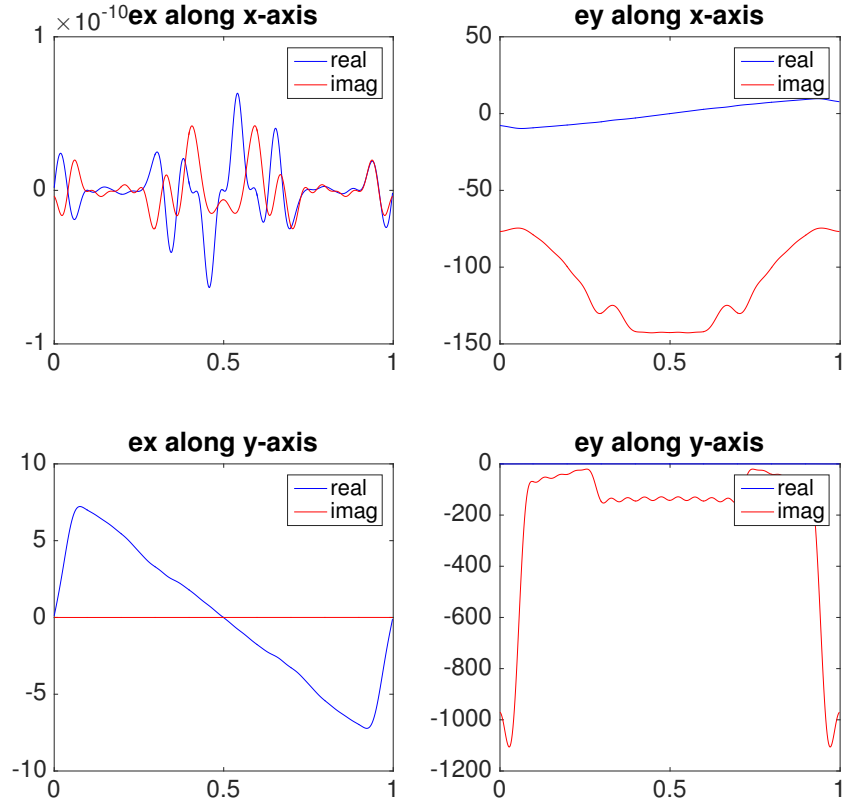 ×10⁻¹⁰ ex along x-axis
1
0
-1
0
0.5
1
real
imag
ey along x-axis
50
0
-50
-100
-150
0
0.5
1
real
imag
ex along y-axis
10
5
0
-5
-10
0
0.5
1
real
imag
ey along y-axis
0
-200
-400
-600
-800
-1000
-1200
0
0.5
1
real
imag